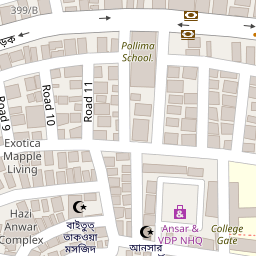 399/B
ড়ক
Pollima
School.
Road 11
Road 10
Road 9
Exotica
Mapple
Living
Hazi
Anwar
Complex
বাইতুত
তাকওয়া
মসজিদ
আনসার
Ansar &
VDP NHQ
College
Gate